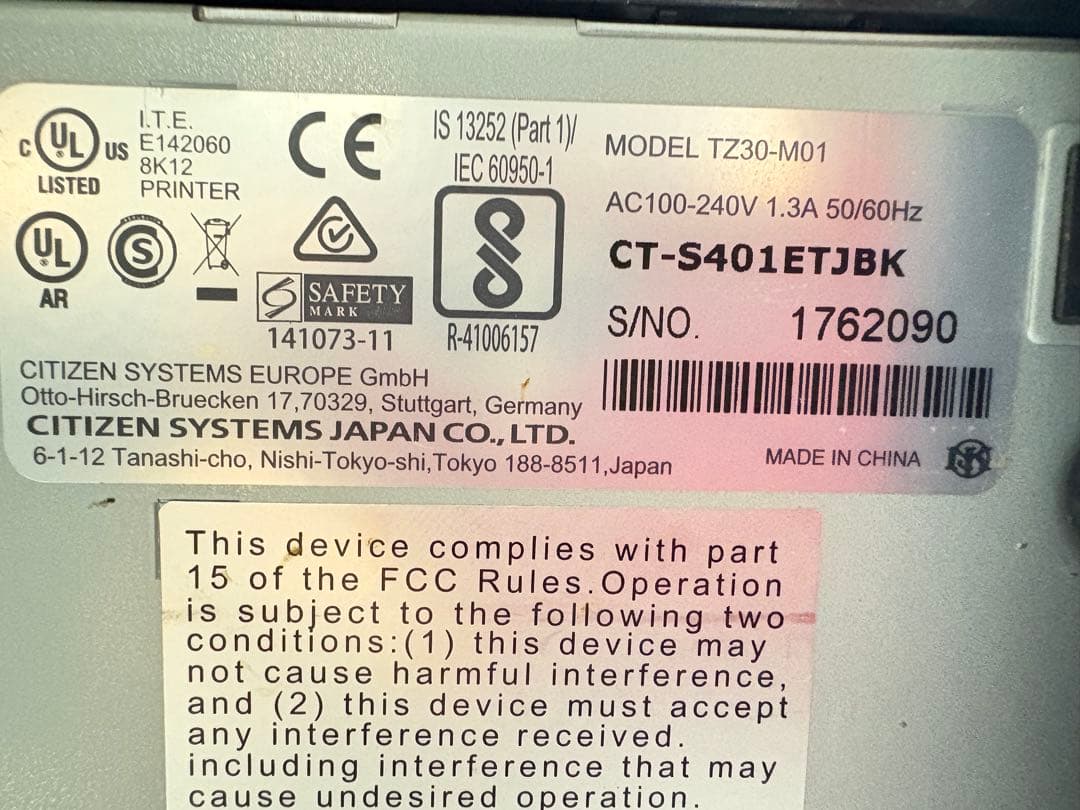 I.T.E.
C UL US E142060
8K12
LISTED PRINTER
UL
AR
S
CE
SAFETY
MARK
141073-11
IS 13252 (Part 1)/
IEC 60950-1
R-41006157
MODEL TZ30-M01
AC100-240V 1.3A 50/60Hz
CT-S401ETJBK
S/NO. 1762090
CITIZEN SYSTEMS EUROPE GmbH
Otto-Hirsch-Bruecken 17,70329, Stuttgart, Germany
CITIZEN SYSTEMS JAPAN CO.,LTD.
6-1-12 Tanashi-cho, Nishi-Tokyo-shi,Tokyo 188-8511,Japan
MADE IN CHINA
This device complies with part
15 of the FCC Rules.Operation
is subject to the following two
conditions:(1) this device may
not cause harmful interference,
and (2) this device must accept
any interference received.
including interference that may
cause undesired operation.